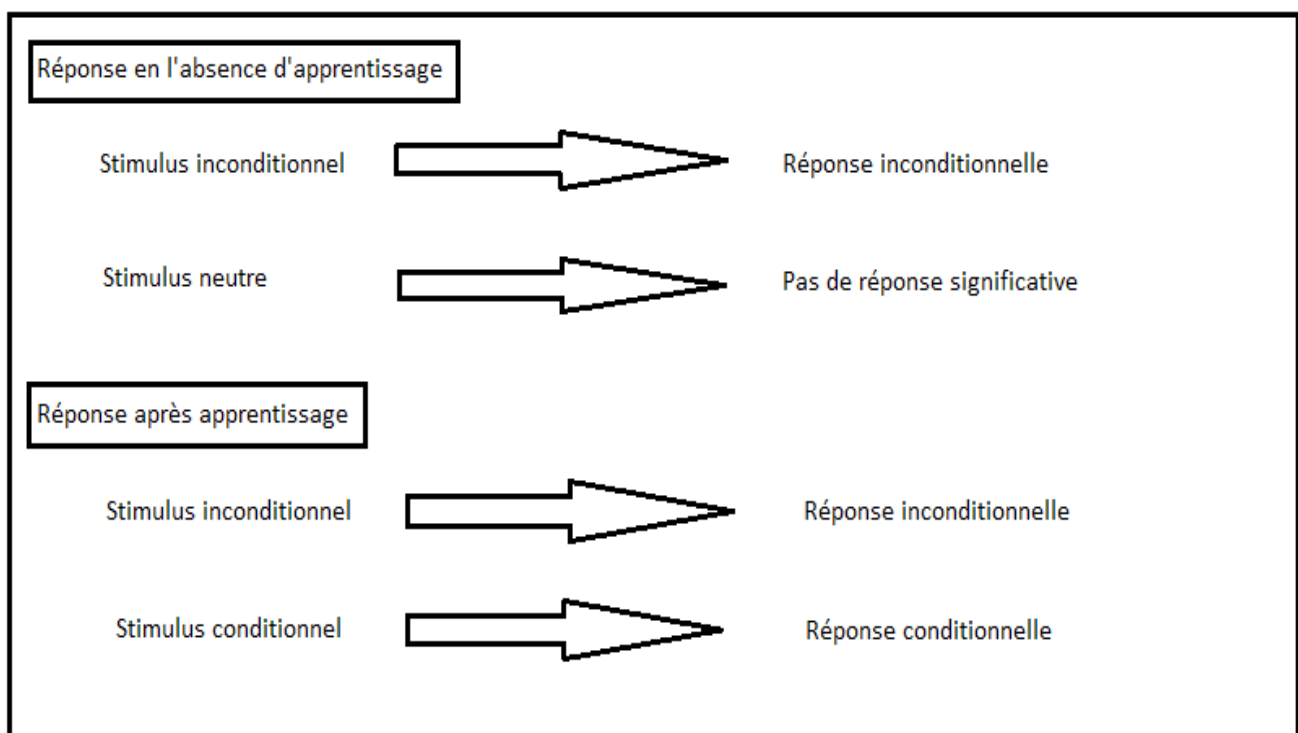 Réponse en l'absence d'apprentissage
Stimulus inconditionnel Réponse inconditionnelle
Stimulus neutre Pas de réponse significative
Réponse après apprentissage
Stimulus inconditionnel Réponse inconditionnelle
Stimulus conditionnel Réponse conditionnelle